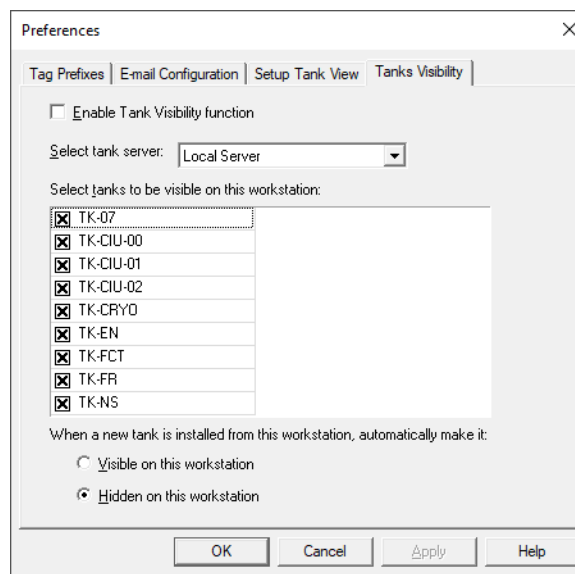 Preferences
Tag Prefixes E-mail Configuration Setup Tank View Tanks Visibility
Enable Tank Visibility function
Select tank server: Local Server
Select tanks to be visible on this workstation:
TK-07
TK-CIU-00
TK-CIU-01
TK-CIU-02
TK-CRYO
TK-EN
TK-FCT
TK-FR
TK-NS
When a new tank is installed from this workstation, automatically make it:
Visible on this workstation
Hidden on this workstation
OK Cancel Apply Help